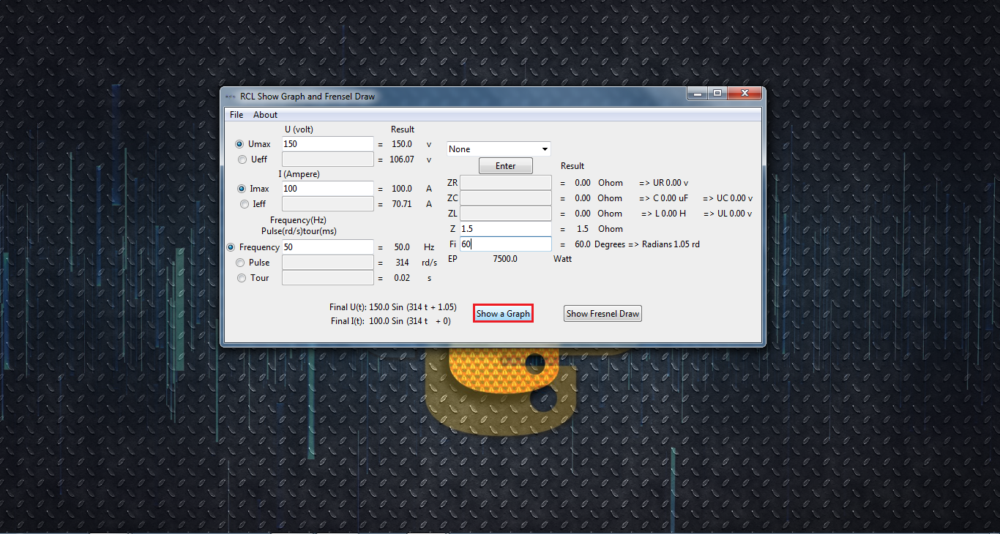 RCL Show Graph and Frensel Draw
File About
U (volt) Result
Umax 150 = 150.0 v
Ueff = 106.07 v
I (Ampere)
Imax 100 = 100.0 A
Ieff = 70.71 A
Frequency(Hz)
Pulse(rd/s)tour(ms)
Frequency 50 = 50.0 Hz
Pulse = 314 rd/s
Tour = 0.02 s
None
Enter Result
ZR = 0.00 Ohom => UR 0.00 v
ZC = 0.00 Ohom => C 0.00 uF => UC 0.00 v
ZL = 0.00 Ohom => L 0.00 H => UL 0.00 v
Z 1.5 = 1.5 Ohom
Fi 60 = 60.0 Degrees => Radians 1.05 rd
EP 7500.0 Watt
Final U(t): 150.0 Sin (314 t + 1.05)
Final I(t): 100.0 Sin (314 t + 0)
Show a Graph Show Fresnel Draw